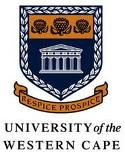 RESPICE PROSPICE
UNIVERSITY of the
WESTERN CAPE